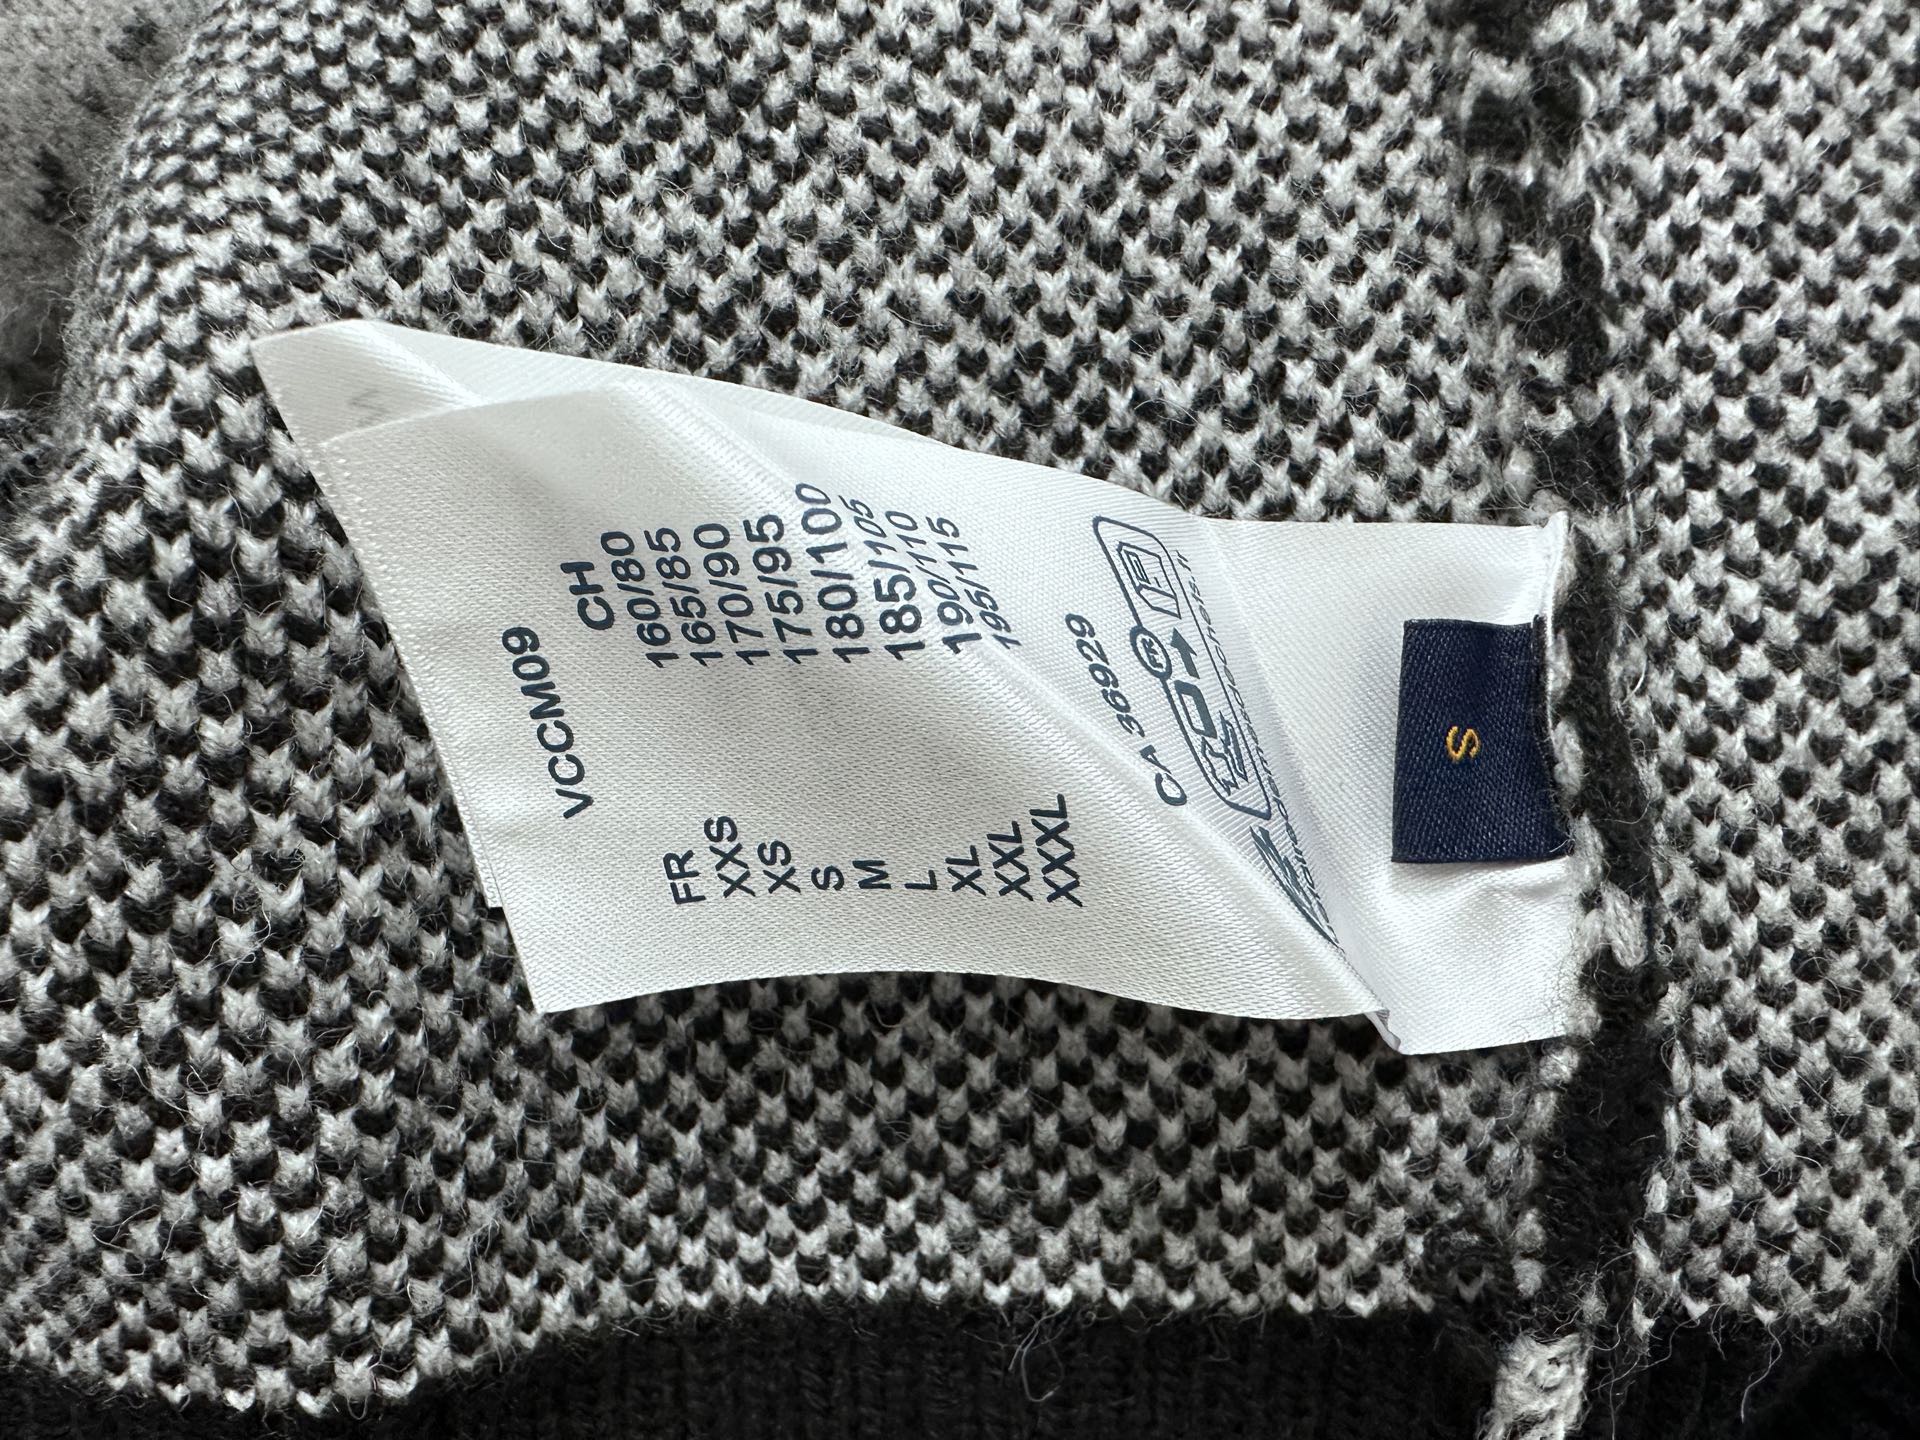 VCCM09
FR CH
XXS 160/80
XS 165/85
S 170/90
M 175/95
L 180/100
XL 185/105
XXL 190/110
XXXL 195/115
CA 36929
FR
S